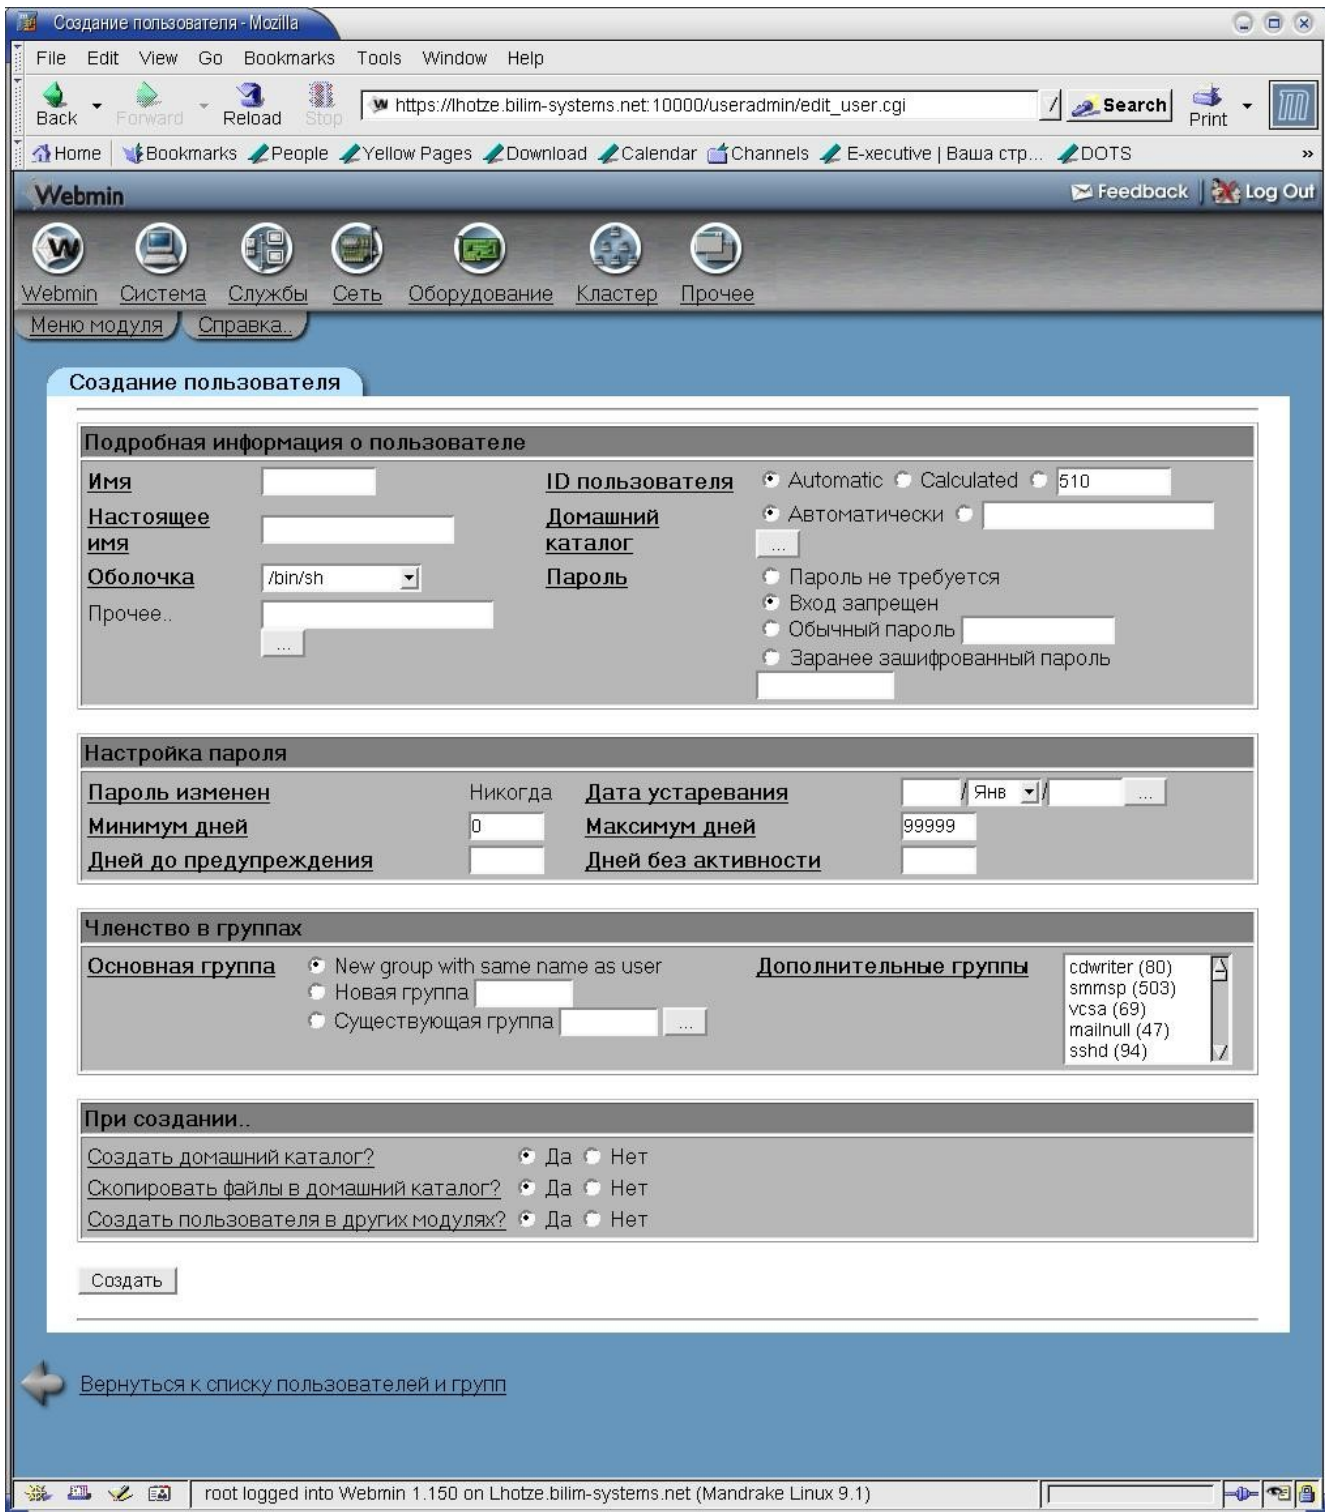 Создание пользователя - Mozilla
File Edit View Go Bookmarks Tools Window Help
Back Forward Reload Stop https://lhotze.bilim-systems.net:10000/useradmin/edit_user.cgi Search Print
Home Bookmarks People Yellow Pages Download Calendar Channels E-xecutive | Ваша стр... DOTS »
Webmin Feedback Log Out
Webmin Система Службы Сеть Оборудование Кластер Прочее
Меню модуля Справка..
Создание пользователя
Подробная информация о пользователе
Имя ID пользователя Automatic Calculated 510
Настоящее имя Домашний каталог Автоматически
...
Оболочка /bin/sh Пароль Пароль не требуется
Вход запрещен
Прочее.. Обычный пароль
... Заранее зашифрованный пароль
Настройка пароля
Пароль изменен Никогда Дата устаревания / Янв / ...
Минимум дней 0 Максимум дней 99999
Дней до предупреждения Дней без активности
Членство в группах
Основная группа New group with same name as user Дополнительные группы
Новая группа
Существующая группа ...
cdwriter (80)
smmsp (503)
vcsa (69)
mailnull (47)
sshd (94)
При создании..
Создать домашний каталог? Да Нет
Скопировать файлы в домашний каталог? Да Нет
Создать пользователя в других модулях? Да Нет
Создать
Вернуться к списку пользователей и групп
root logged into Webmin 1.150 on Lhotze.bilim-systems.net (Mandrake Linux 9.1)